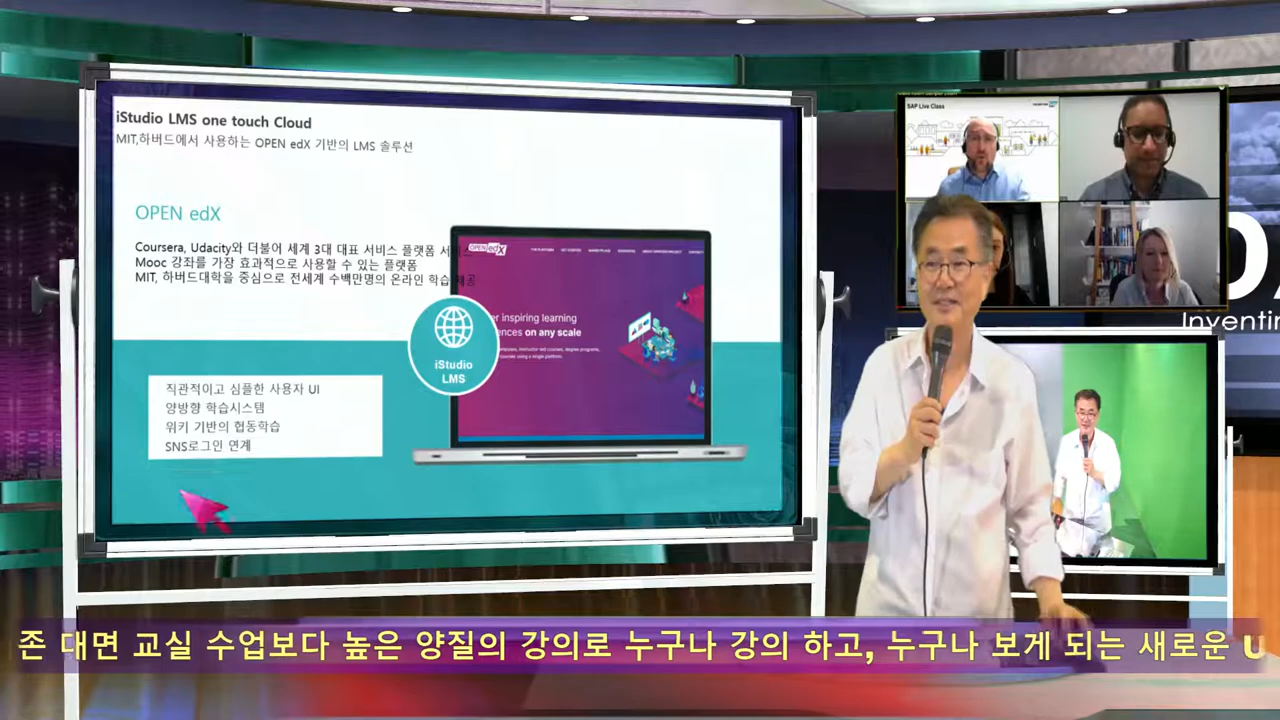 iStudio LMS one touch Cloud
MIT,하버드에서 사용하는 OPEN edX 기반의 LMS 솔루션
OPEN edX
Coursera, Udacity와 더불어 세계 3대 대표 서비스 플랫폼
Mooc 강좌를 가장 효과적으로 사용할 수 있는 플랫폼
MIT, 하버드대학을 중심으로 전세계 수백만명의 온라인 학습 제공
직관적이고 심플한 사용자 UI
양방향 학습시스템
위키 기반의 협동학습
SNS로그인 연계
OPEN edX
inspiring learning
on any scale
iStudio
LMS
SAP Live Class
Inventin
존 대면 교실 수업보다 높은 양질의 강의로 누구나 강의 하고, 누구나 보게 되는 새로운 U